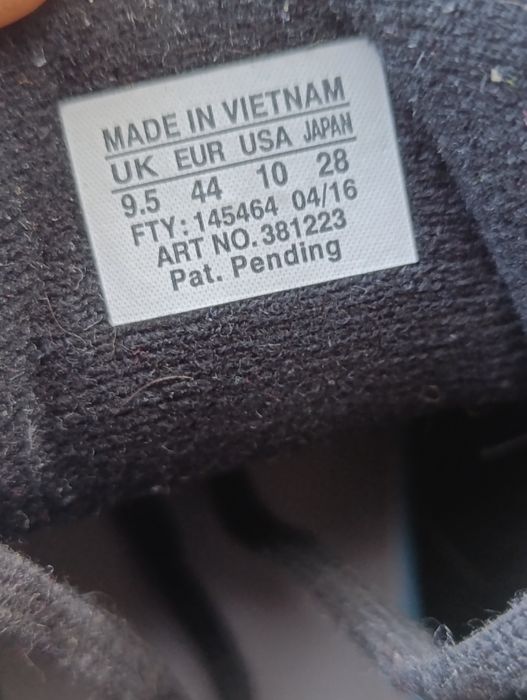 MADE IN VIETNAM
UK EUR USA JAPAN
9.5 44 10 28
FTY: 145464 04/16
ART NO. 381223
Pat. Pending